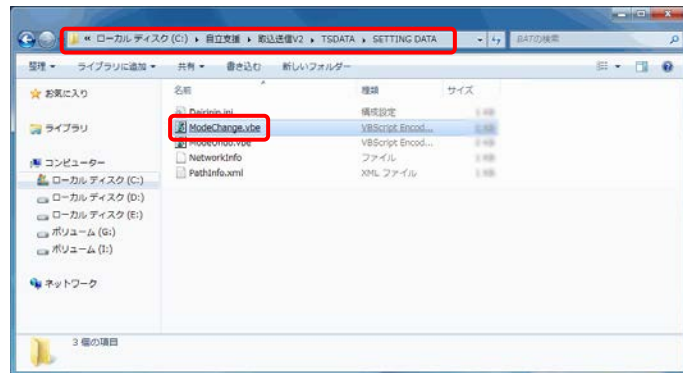 « ローカル ディスク (C:) ▸ 自立支援 ▸ 取込送信V2 ▸ TSDATA ▸ SETTING DATA
BATの検索
整理 ライブラリに追加 共有 書き込む 新しいフォルダー
名前 種類 サイズ
お気に入り
構成設定
ModeChange.vbe VBScript Encod...
ライブラリ
ModeUndo.vbe VBScript Encod...
NetworkInfo ファイル
コンピューター
PathInfo.xml XML ファイル
ローカル ディスク (C:)
ローカル ディスク (D:)
ローカル ディスク (E:)
ボリューム (G:)
ボリューム (I:)
ネットワーク
3 個の項目